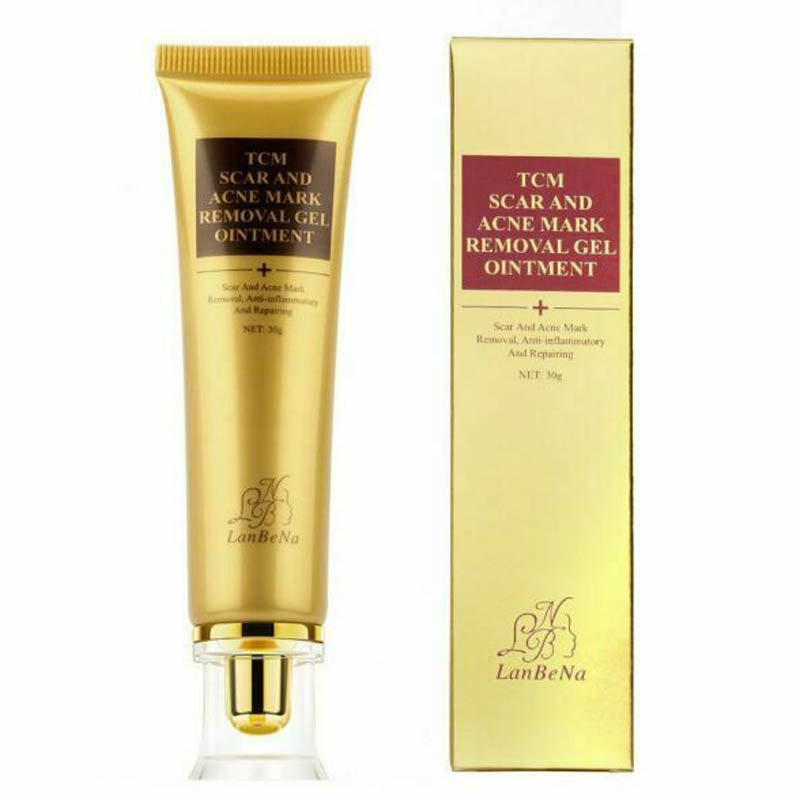 TCM
SCAR AND
ACNE MARK
REMOVAL GEL
OINTMENT
Scar And Acne Mark
Removal, Anti-inflammatory
And Repairing
NET: 30g
LNB
LanBeNa
TCM
SCAR AND
ACNE MARK
REMOVAL GEL
OINTMENT
Scar And Acne Mark
Removal, Anti-inflammatory
And Repairing
NET: 30g
LNB
LanBeNa